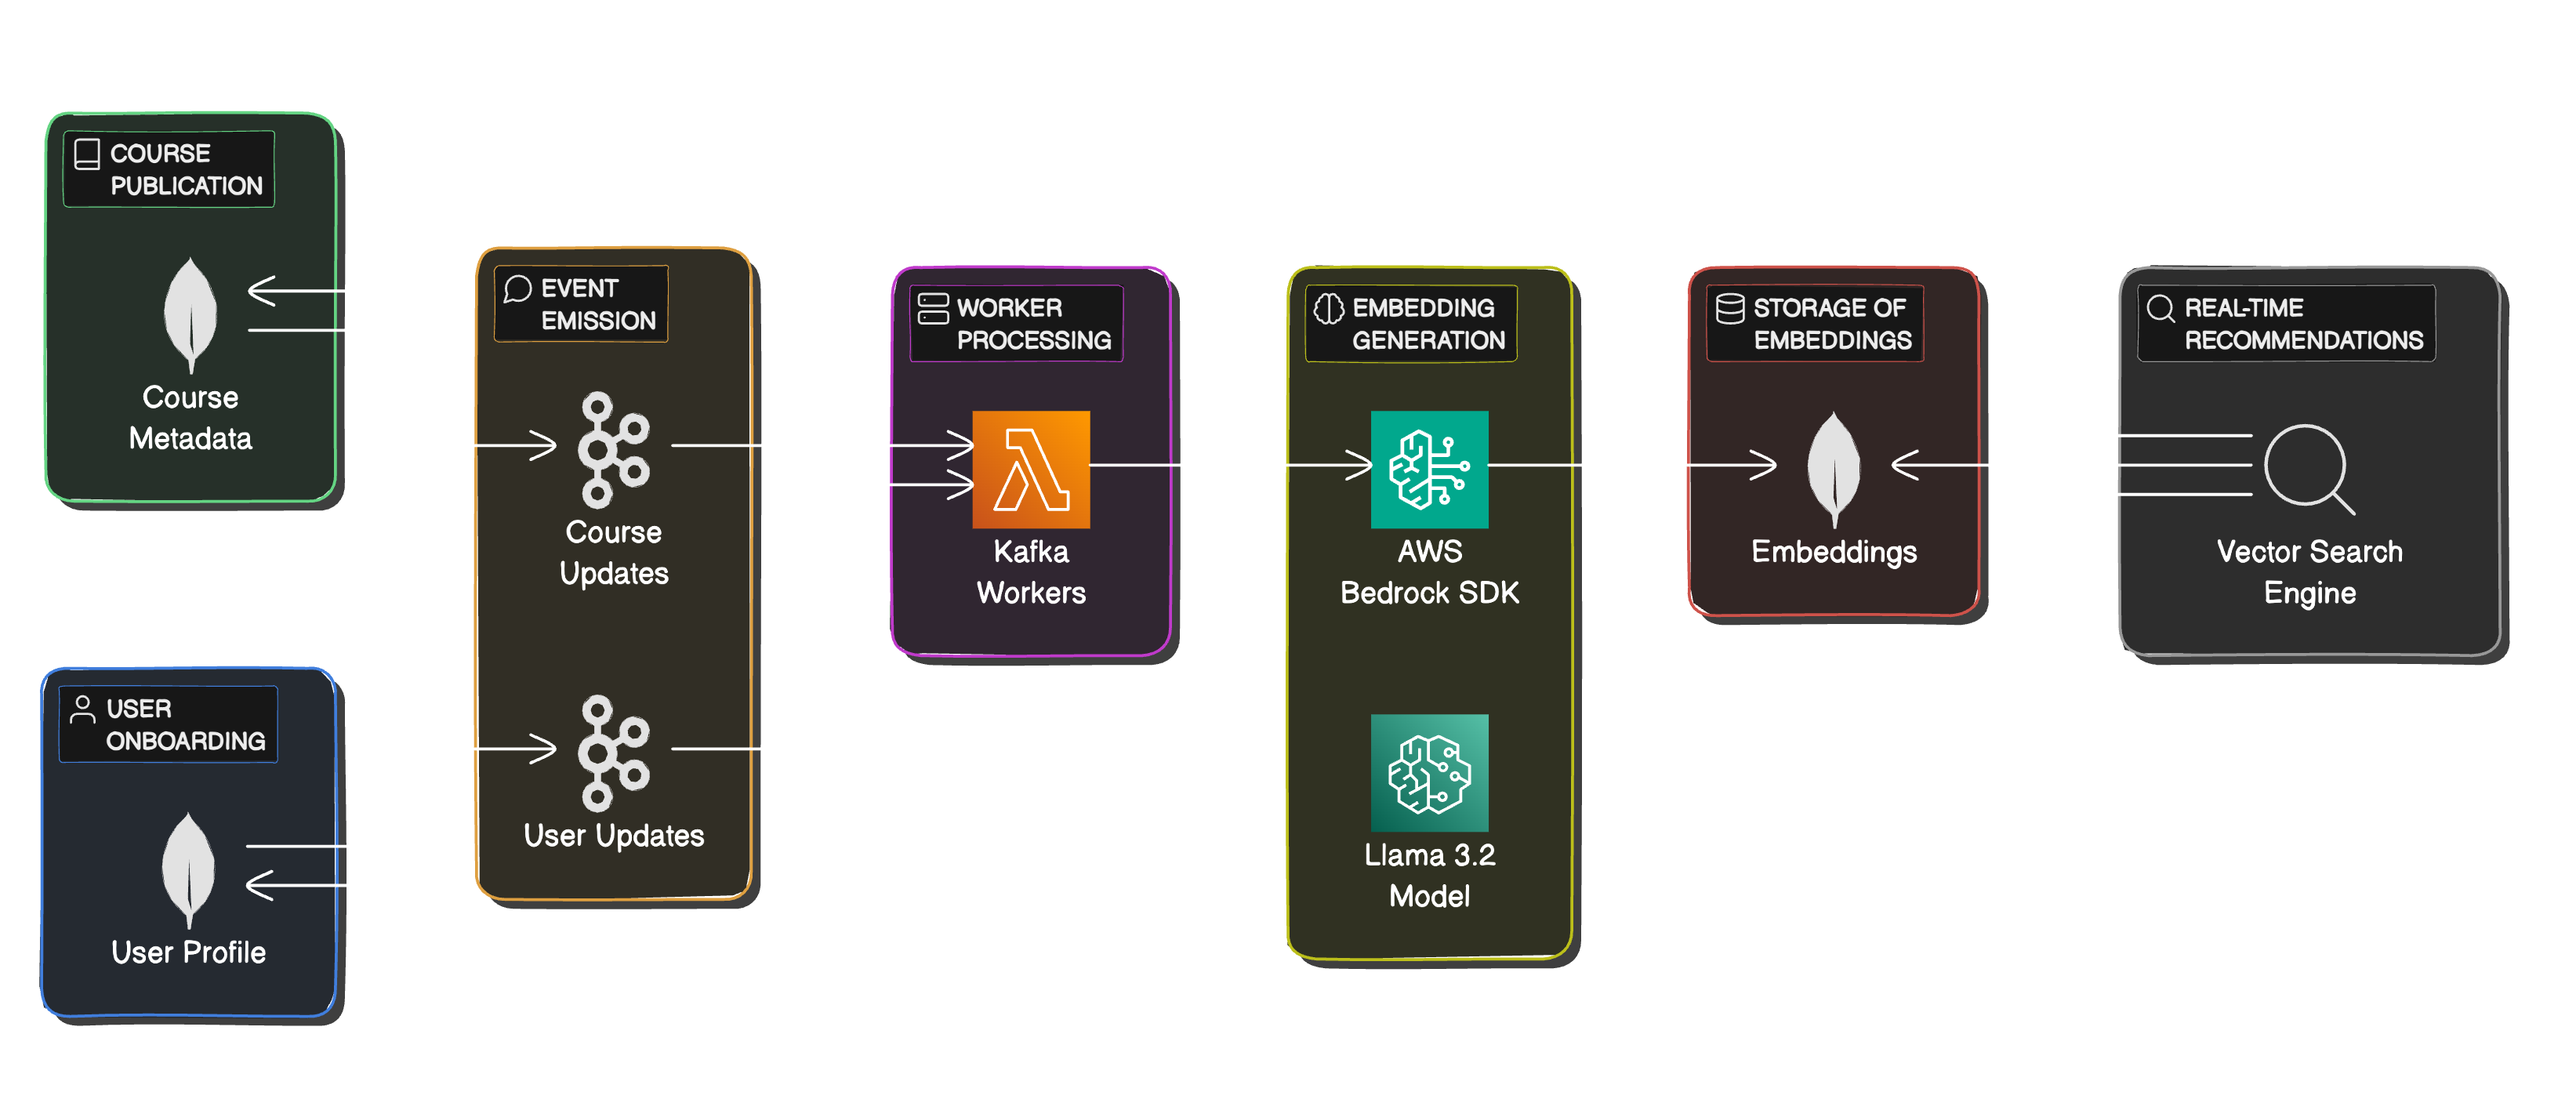 COURSE
PUBLICATION
Course
Metadata
USER
ONBOARDING
User Profile
EVENT
EMISSION
Course
Updates
User Updates
WORKER
PROCESSING
Kafka
Workers
EMBEDDING
GENERATION
AWS
Bedrock SDK
Llama 3.2
Model
STORAGE OF
EMBEDDINGS
Embeddings
REAL-TIME
RECOMMENDATIONS
Vector Search
Engine